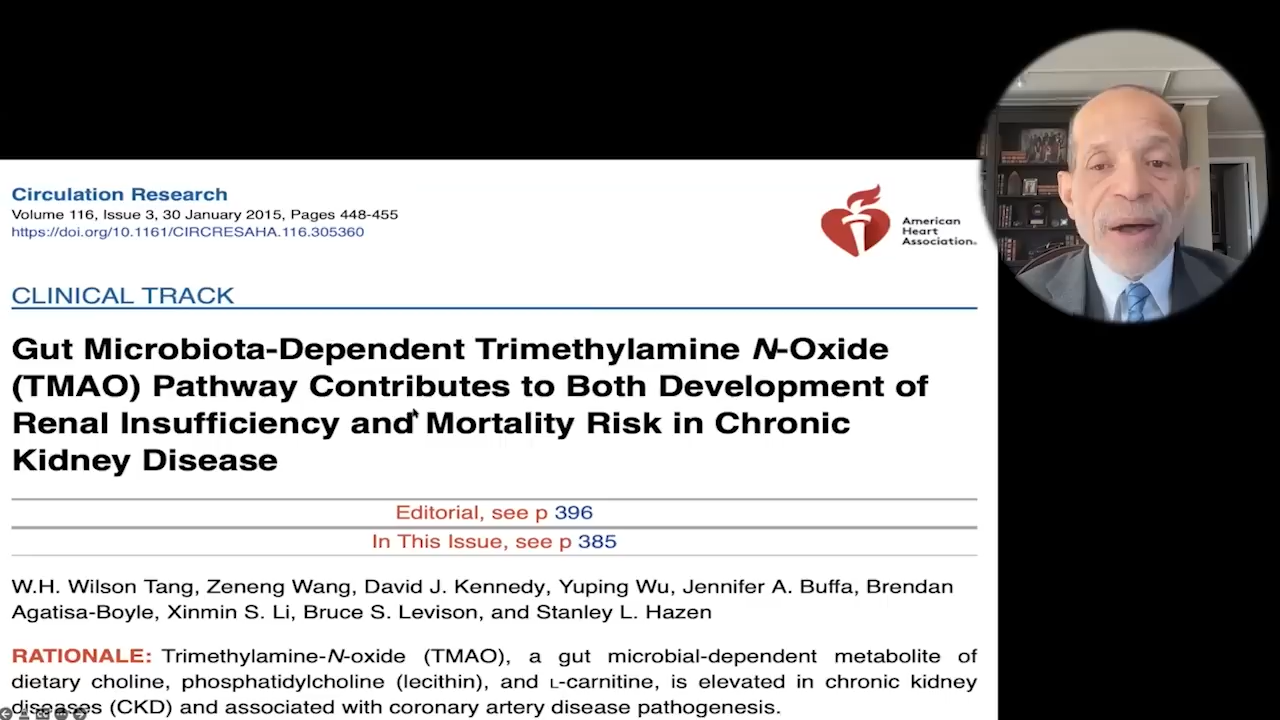 Circulation Research
Volume 116, Issue 3, 30 January 2015, Pages 448-455
https://doi.org/10.1161/CIRCRESAHA.116.305360
American
Heart
Association.
CLINICAL TRACK
Gut Microbiota-Dependent Trimethylamine N-Oxide
(TMAO) Pathway Contributes to Both Development of
Renal Insufficiency and Mortality Risk in Chronic
Kidney Disease
Editorial, see p 396
In This Issue, see p 385
W.H. Wilson Tang, Zeneng Wang, David J. Kennedy, Yuping Wu, Jennifer A. Buffa, Brendan
Agatisa-Boyle, Xinmin S. Li, Bruce S. Levison, and Stanley L. Hazen
RATIONALE: Trimethylamine-N-oxide (TMAO), a gut microbial-dependent metabolite of
dietary choline, phosphatidylcholine (lecithin), and L-carnitine, is elevated in chronic kidney
diseases (CKD) and associated with coronary artery disease pathogenesis.